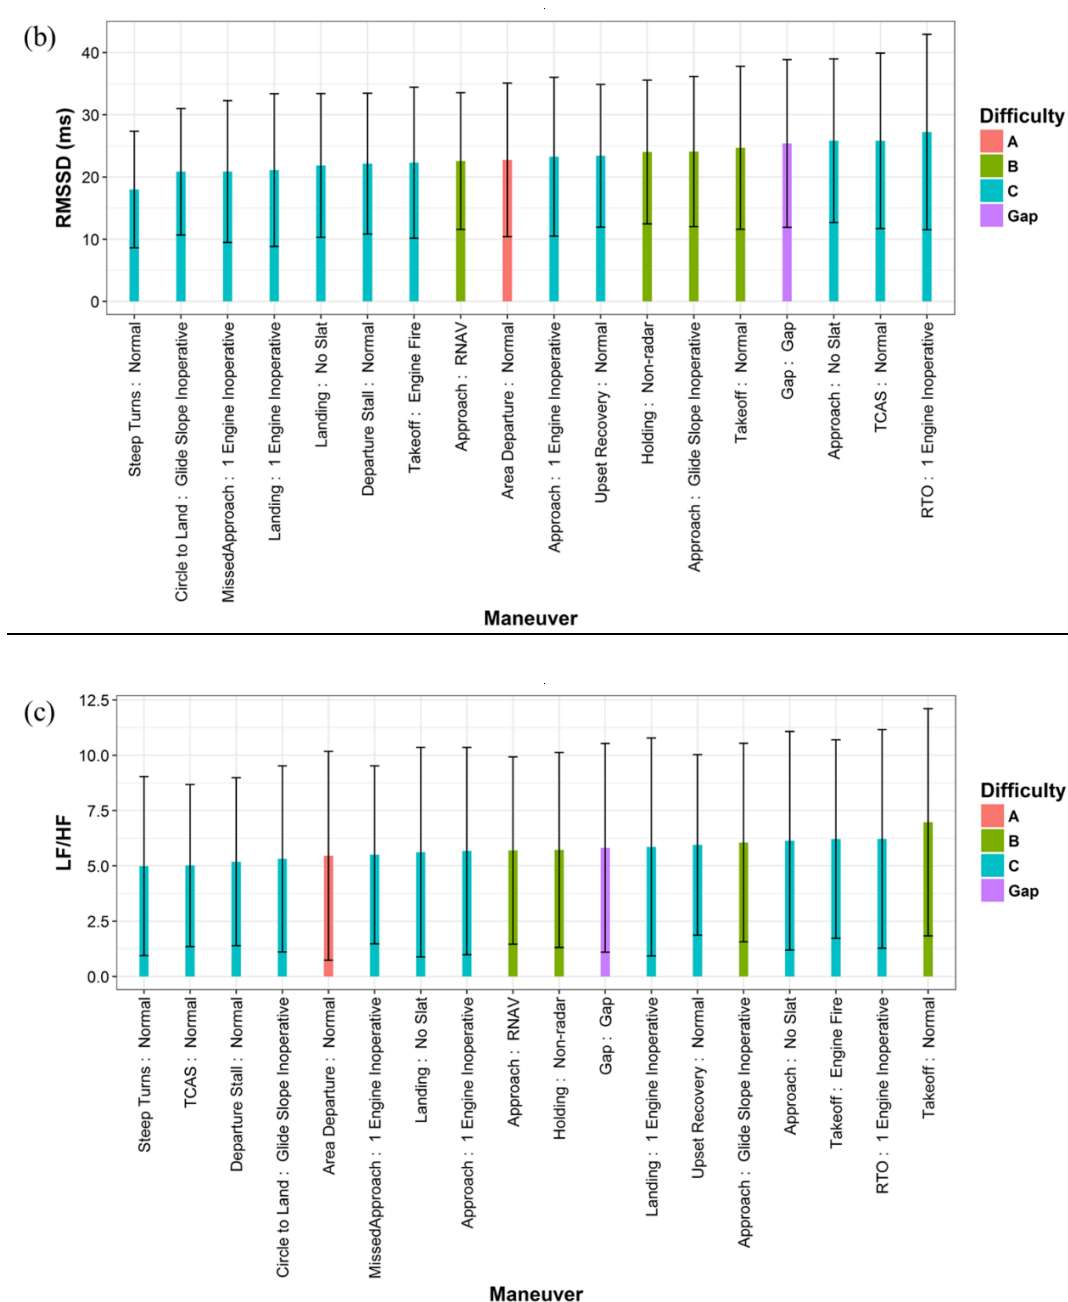 (b)
RMSSD (ms)
40
30
20
10
0
Steep Turns : Normal
Circle to Land : Glide Slope Inoperative
MissedApproach : 1 Engine Inoperative
Landing : 1 Engine Inoperative
Landing : No Slat
Departure Stall : Normal
Takeoff : Engine Fire
Approach : RNAV
Area Departure : Normal
Approach : 1 Engine Inoperative
Upset Recovery : Normal
Holding : Non-radar
Approach : Glide Slope Inoperative
Takeoff : Normal
Gap : Gap
Approach : No Slat
TCAS : Normal
RTO : 1 Engine Inoperative
Maneuver
Difficulty
A
B
C
Gap
(c)
LF/HF
12.5
10.0
7.5
5.0
2.5
0.0
Steep Turns : Normal
TCAS : Normal
Departure Stall : Normal
Circle to Land : Glide Slope Inoperative
Area Departure : Normal
MissedApproach : 1 Engine Inoperative
Landing : No Slat
Approach : 1 Engine Inoperative
Approach : RNAV
Holding : Non-radar
Gap : Gap
Landing : 1 Engine Inoperative
Upset Recovery : Normal
Approach : Glide Slope Inoperative
Approach : No Slat
Takeoff : Engine Fire
RTO : 1 Engine Inoperative
Takeoff : Normal
Maneuver
Difficulty
A
B
C
Gap